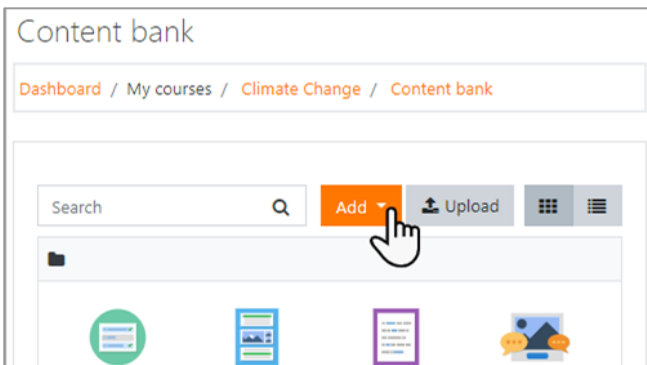 Content bank
Dashboard / My courses / Climate Change / Content bank
Search Add Upload